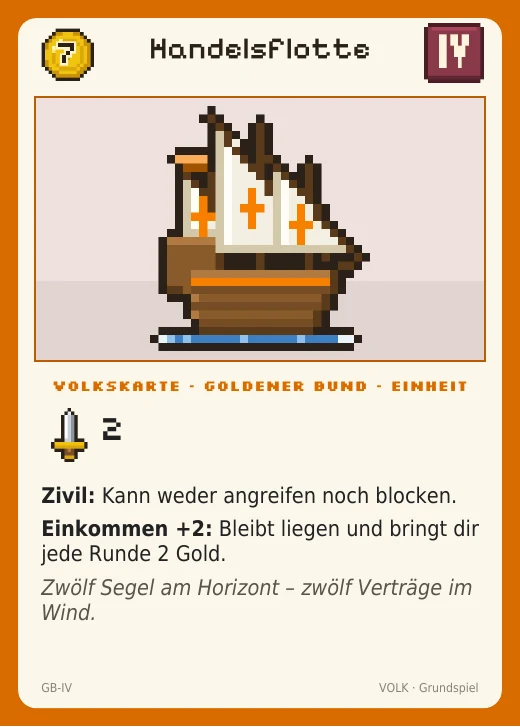 7
Handelsflotte
IV
VOLKSKARTE · GOLDENER BUND · EINHEIT
2
Zivil: Kann weder angreifen noch blocken.
Einkommen +2: Bleibt liegen und bringt dir
jede Runde 2 Gold.
Zwölf Segel am Horizont – zwölf Verträge im
Wind.
GB-IV
VOLK · Grundspiel